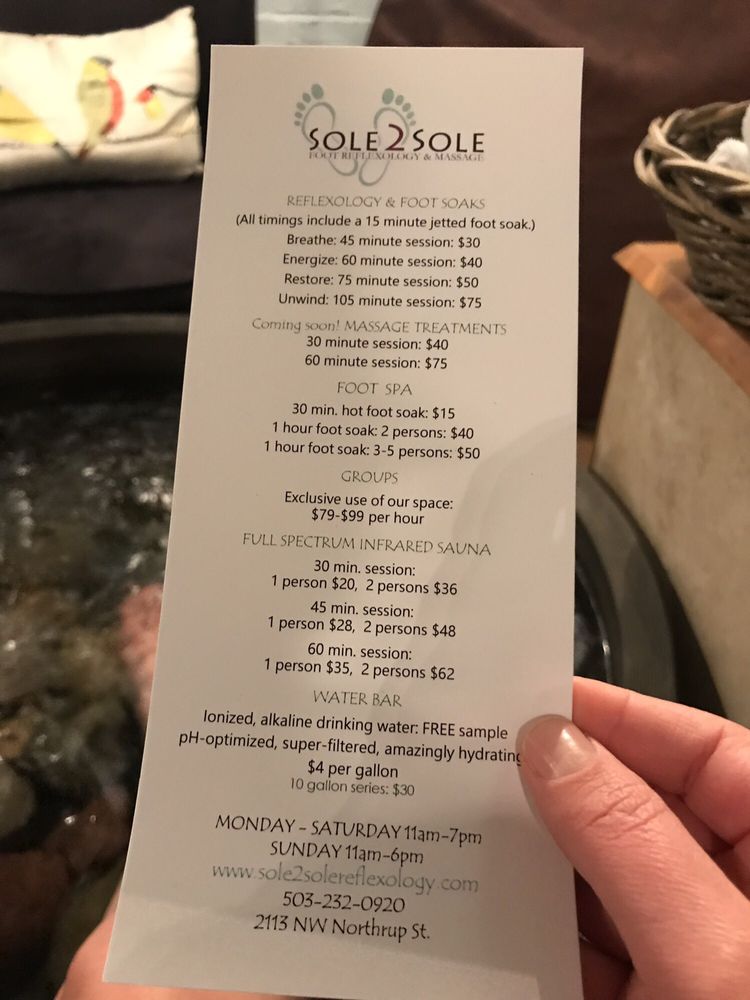 SOLE2SOLE
FOOT REFLEXOLOGY & MASSAGE
REFLEXOLOGY & FOOT SOAKS
(All timings include a 15 minute jetted foot soak.)
Breathe: 45 minute session: $30
Energize: 60 minute session: $40
Restore: 75 minute session: $50
Unwind: 105 minute session: $75
Coming soon! MASSAGE TREATMENTS
30 minute session: $40
60 minute session: $75
FOOT SPA
30 min. hot foot soak: $15
1 hour foot soak: 2 persons: $40
1 hour foot soak: 3-5 persons: $50
GROUPS
Exclusive use of our space:
$79-$99 per hour
FULL SPECTRUM INFRARED SAUNA
30 min. session:
1 person $20, 2 persons $36
45 min. session:
1 person $28, 2 persons $48
60 min. session:
1 person $35, 2 persons $62
WATER BAR
Ionized, alkaline drinking water: FREE sample
pH-optimized, super-filtered, amazingly hydrating
$4 per gallon
10 gallon series: $30
MONDAY - SATURDAY 11am-7pm
SUNDAY 11am-6pm
www.sole2solereflexology.com
503-232-0920
2113 NW Northrup St.